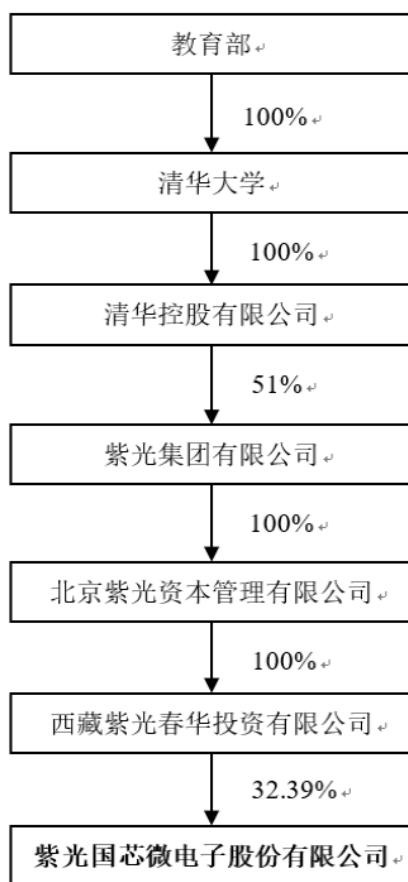 教育部
100%
清华大学
100%
清华控股有限公司
51%
紫光集团有限公司
100%
北京紫光资本管理有限公司
100%
西藏紫光春华投资有限公司
32.39%
紫光国芯微电子股份有限公司